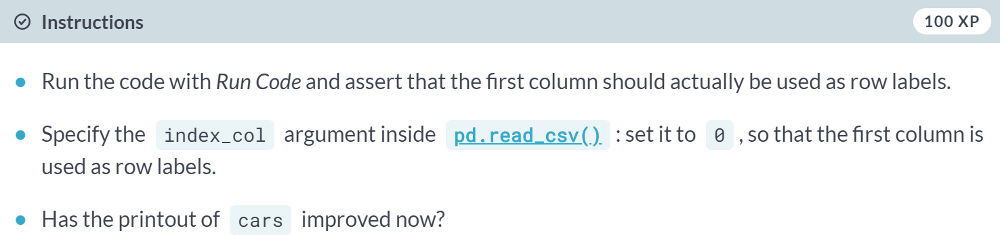 Instructions
100 XP
Run the code with Run Code and assert that the first column should actually be used as row labels.
Specify the index_col argument inside pd.read_csv() : set it to 0 , so that the first column is
used as row labels.
Has the printout of cars improved now?